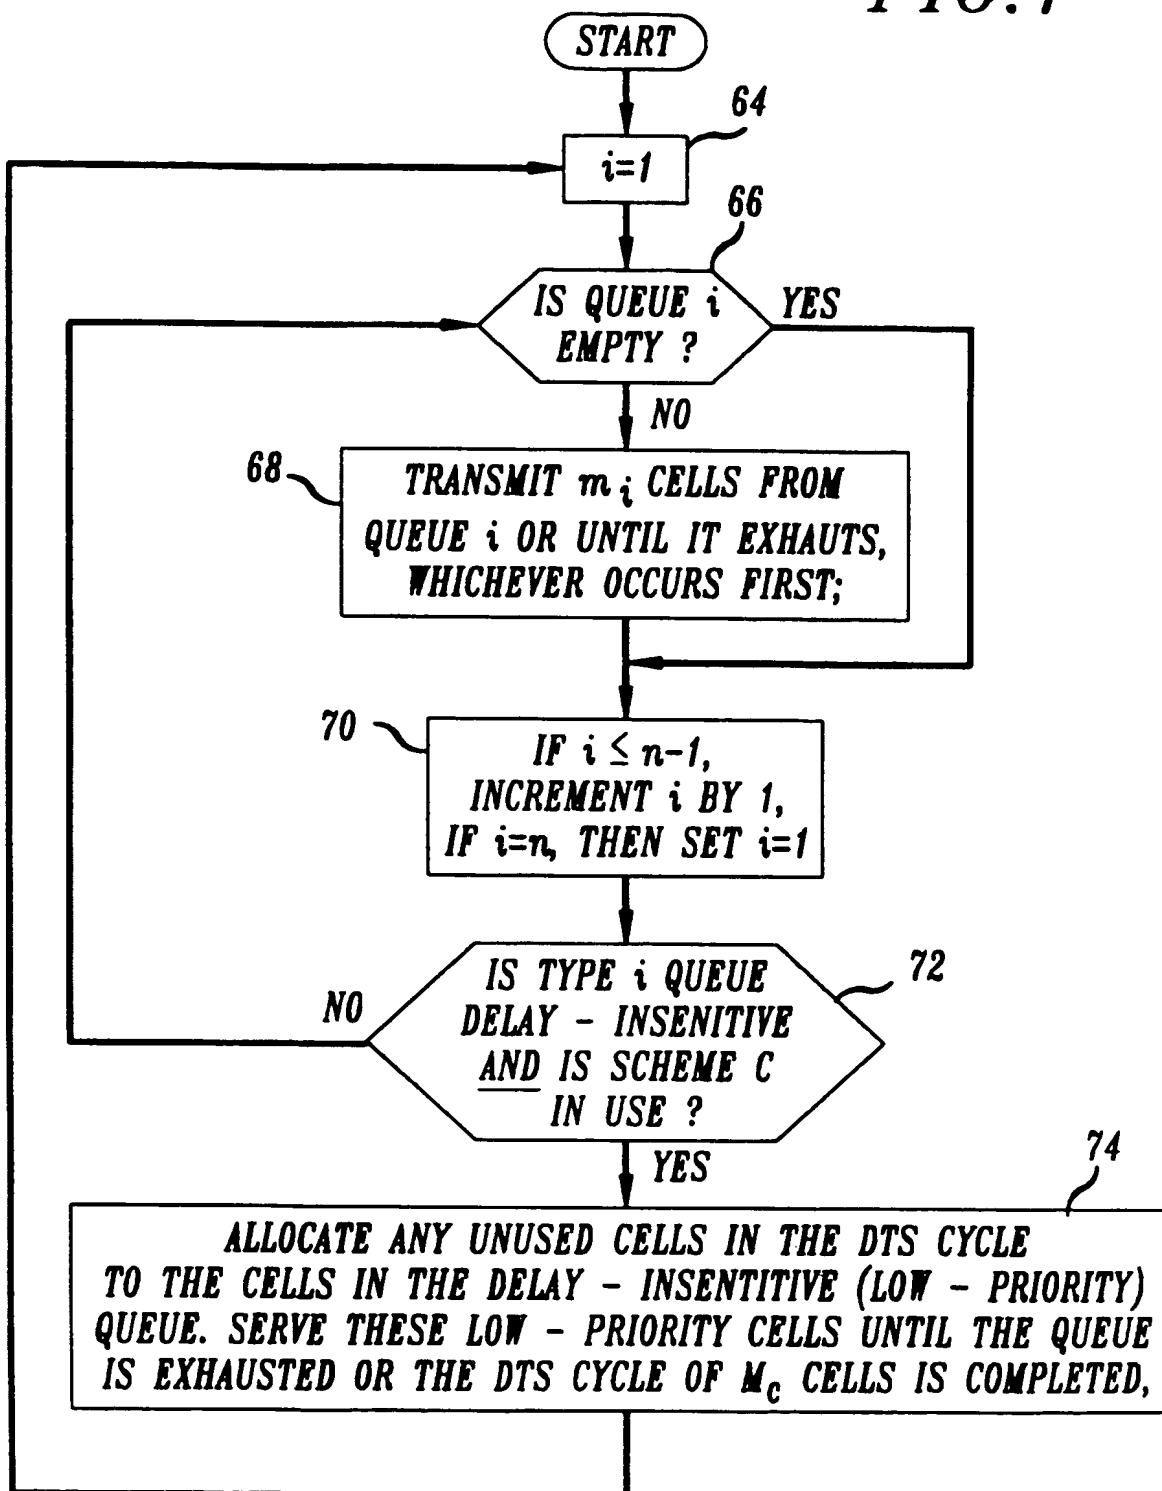 FIG. 7
START
64
i=1
66
IS QUEUE i
EMPTY ?
YES
NO
68
TRANSMIT mi CELLS FROM
QUEUE i OR UNTIL IT EXHAUTS,
WHICHEVER OCCURS FIRST;
70
IF i ≤ n-1,
INCREMENT i BY 1,
IF i=n, THEN SET i=1
72
IS TYPE i QUEUE
DELAY - INSENITIVE
AND IS SCHEME C
IN USE ?
NO
YES
74
ALLOCATE ANY UNUSED CELLS IN THE DTS CYCLE
TO THE CELLS IN THE DELAY - INSENTITIVE (LOW - PRIORITY)
QUEUE. SERVE THESE LOW - PRIORITY CELLS UNTIL THE QUEUE
IS EXHAUSTED OR THE DTS CYCLE OF Mc CELLS IS COMPLETED,